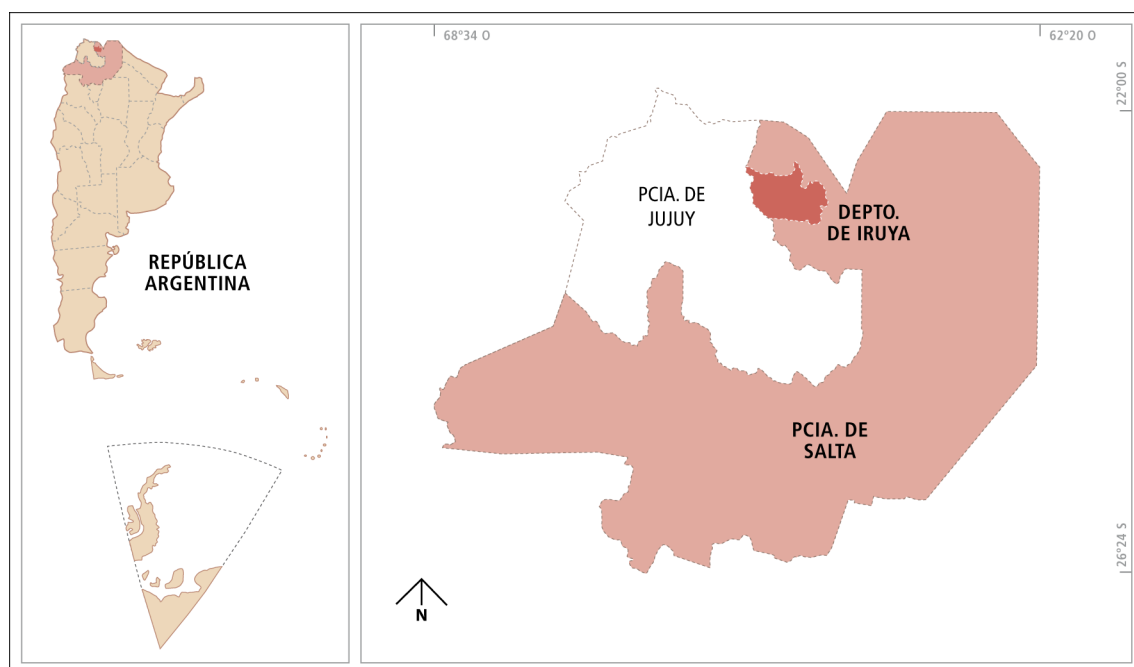 REPÚBLICA
ARGENTINA
68°34 O
62°20 O
22°00 S
PCIA. DE
JUJUY
DEPTO.
DE IRUYA
PCIA. DE
SALTA
26°24 S
N